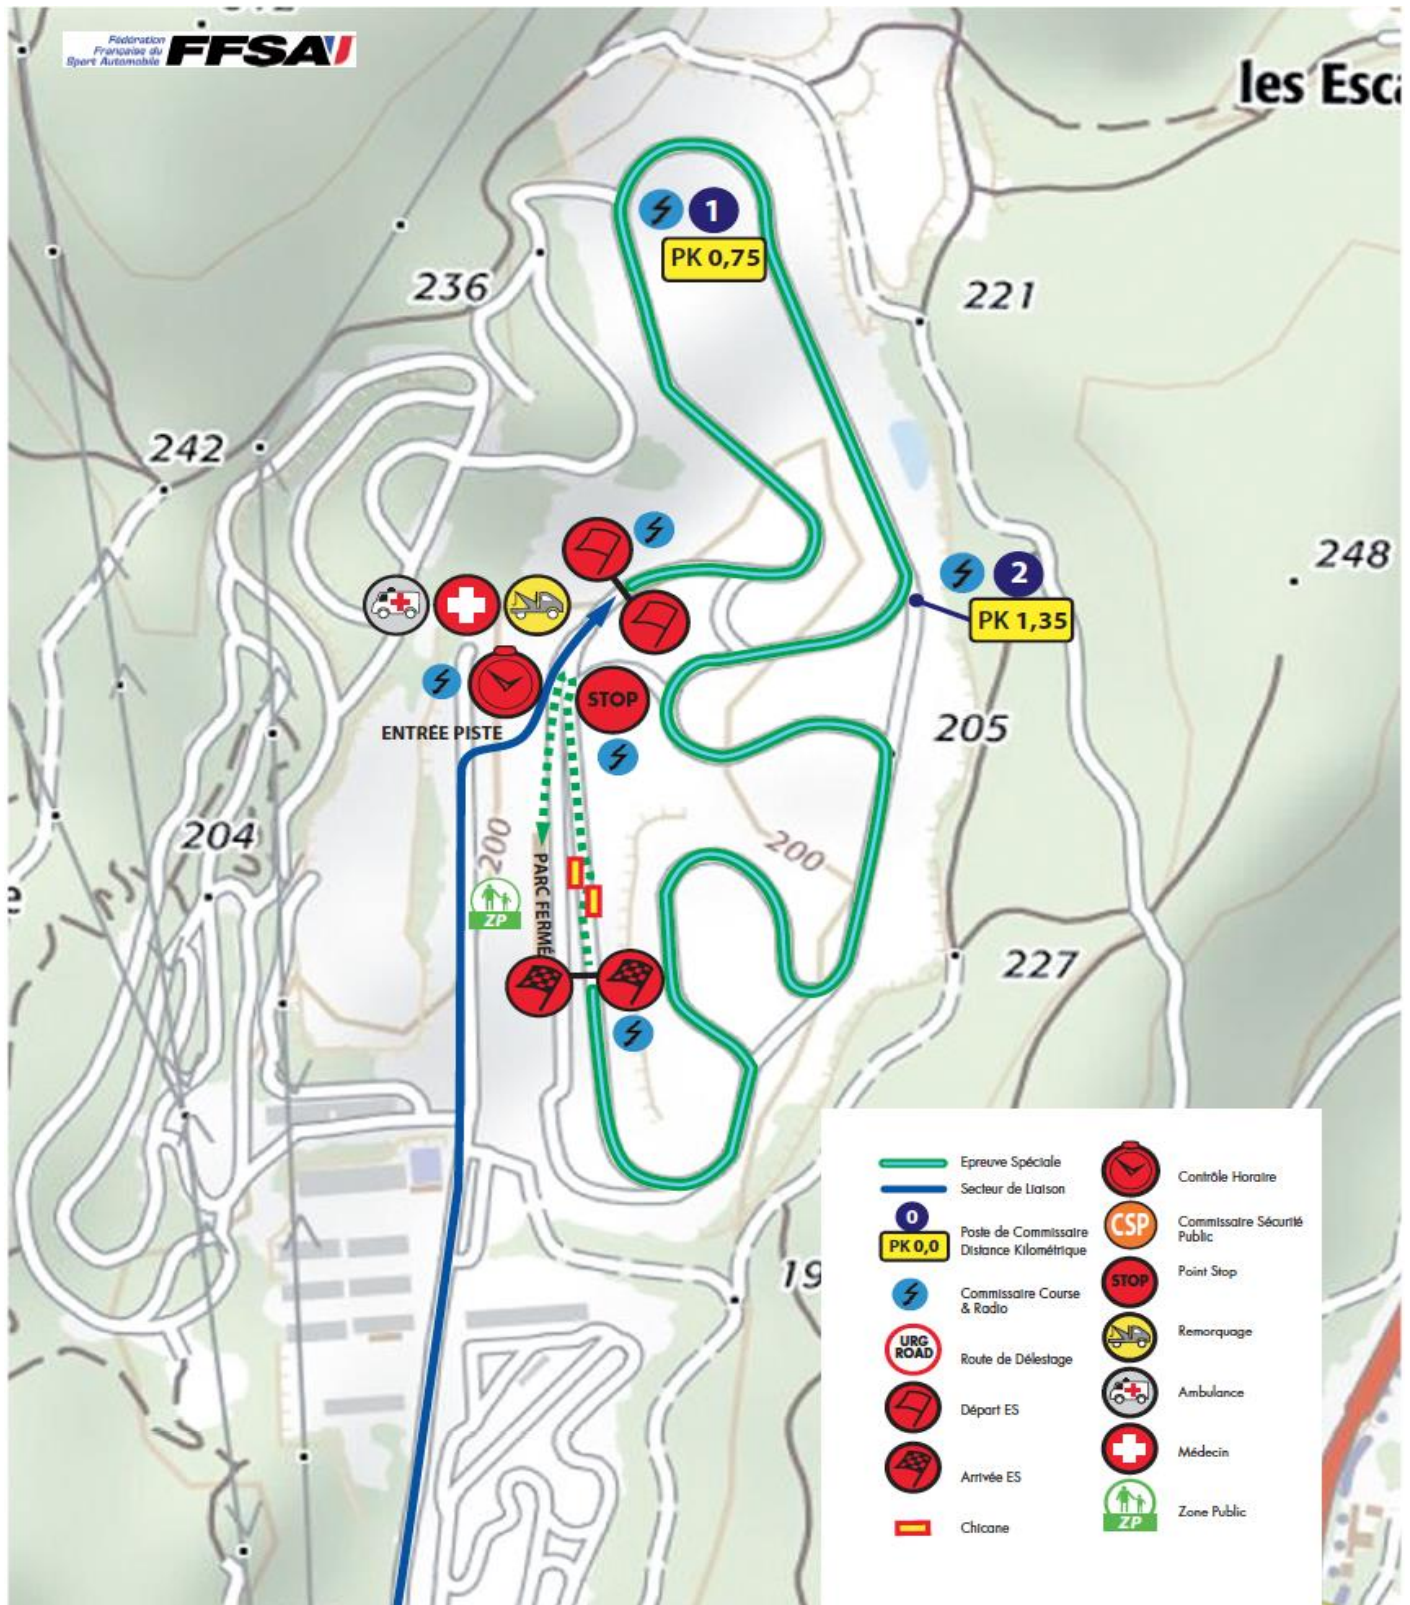 Fédération
Française du
Sport Automobile
FFSA
les Esca
1
PK 0,75
236
221
242
248
2
PK 1,35
STOP
ENTRÉE PISTE
205
204
200
200
PARC FERMÉ
ZP
227
19
Epreuve Spéciale
Secteur de Liaison
0
PK 0,0
Poste de Commissaire
Distance Kilométrique
Commissaire Course
& Radio
URG
ROAD
Route de Délestage
Départ ES
Arrivée ES
Chicane
Contrôle Horaire
CSP
Commissaire Sécurité
Public
STOP
Point Stop
Remorquage
Ambulance
Médecin
ZP
Zone Public